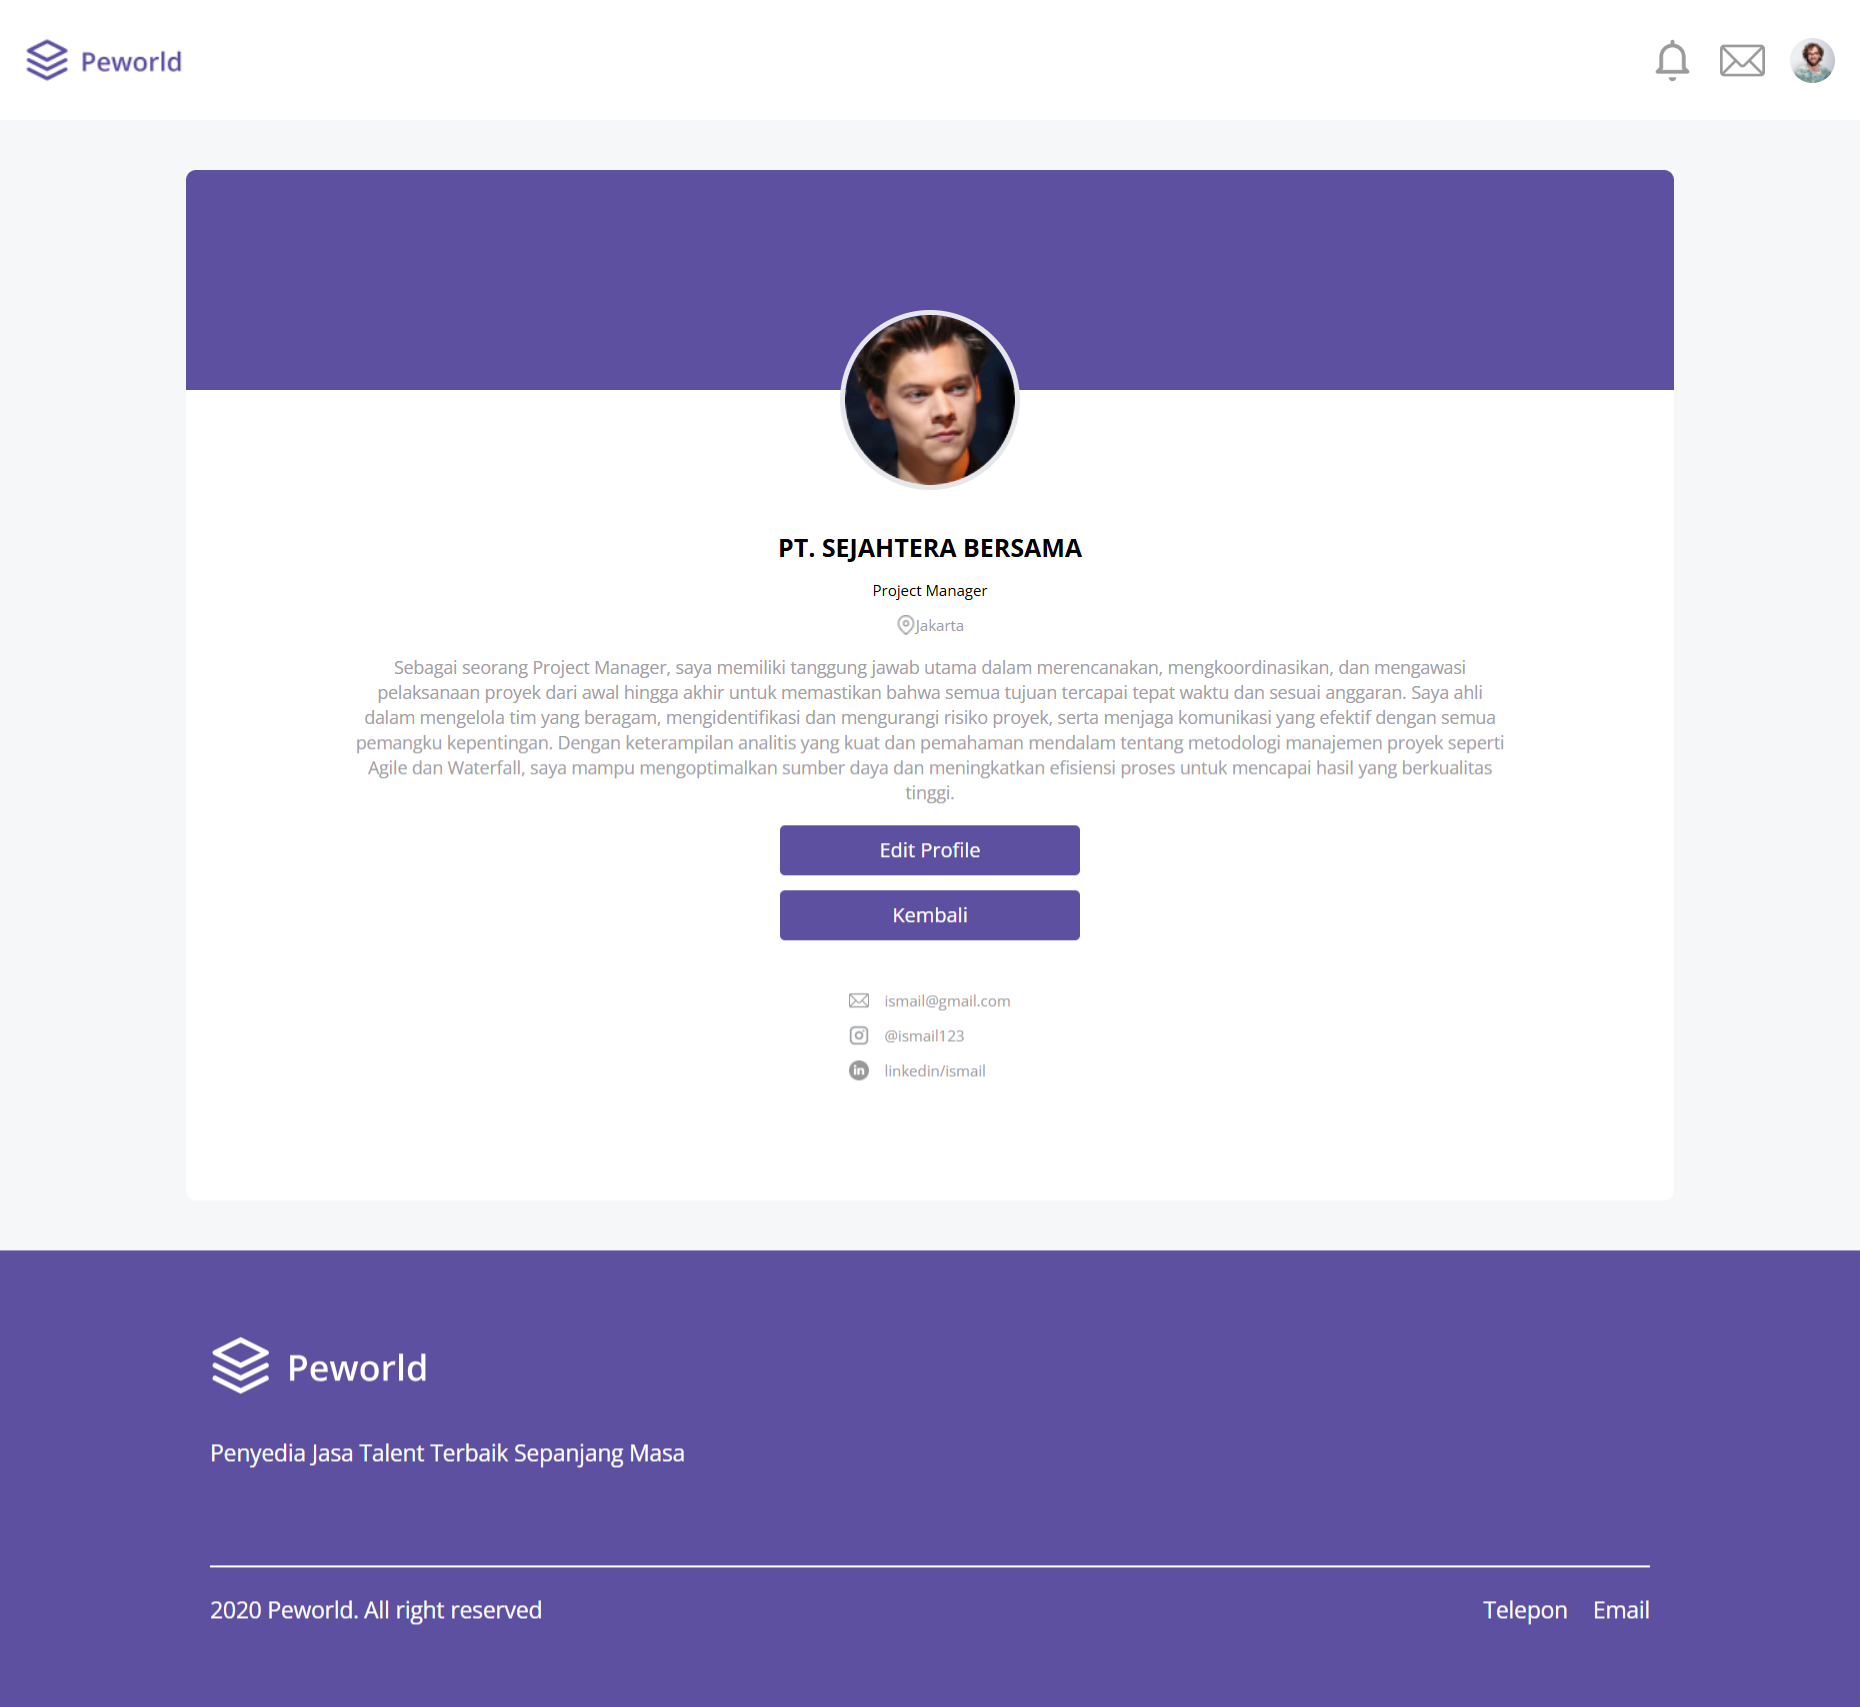 Peworld
PT. SEJAHTERA BERSAMA
Project Manager
Jakarta
Sebagai seorang Project Manager, saya memiliki tanggung jawab utama dalam merencanakan, mengkoordinasikan, dan mengawasi
pelaksanaan proyek dari awal hingga akhir untuk memastikan bahwa semua tujuan tercapai tepat waktu dan sesuai anggaran. Saya ahli
dalam mengelola tim yang beragam, mengidentifikasi dan mengurangi risiko proyek, serta menjaga komunikasi yang efektif dengan semua
pemangku kepentingan. Dengan keterampilan analitis yang kuat dan pemahaman mendalam tentang metodologi manajemen proyek seperti
Agile dan Waterfall, saya mampu mengoptimalkan sumber daya dan meningkatkan efisiensi proses untuk mencapai hasil yang berkualitas
tinggi.
Edit Profile
Kembali
ismail@gmail.com
@ismail123
linkedin/ismail
Peworld
Penyedia Jasa Talent Terbaik Sepanjang Masa
2020 Peworld. All right reserved
Telepon Email